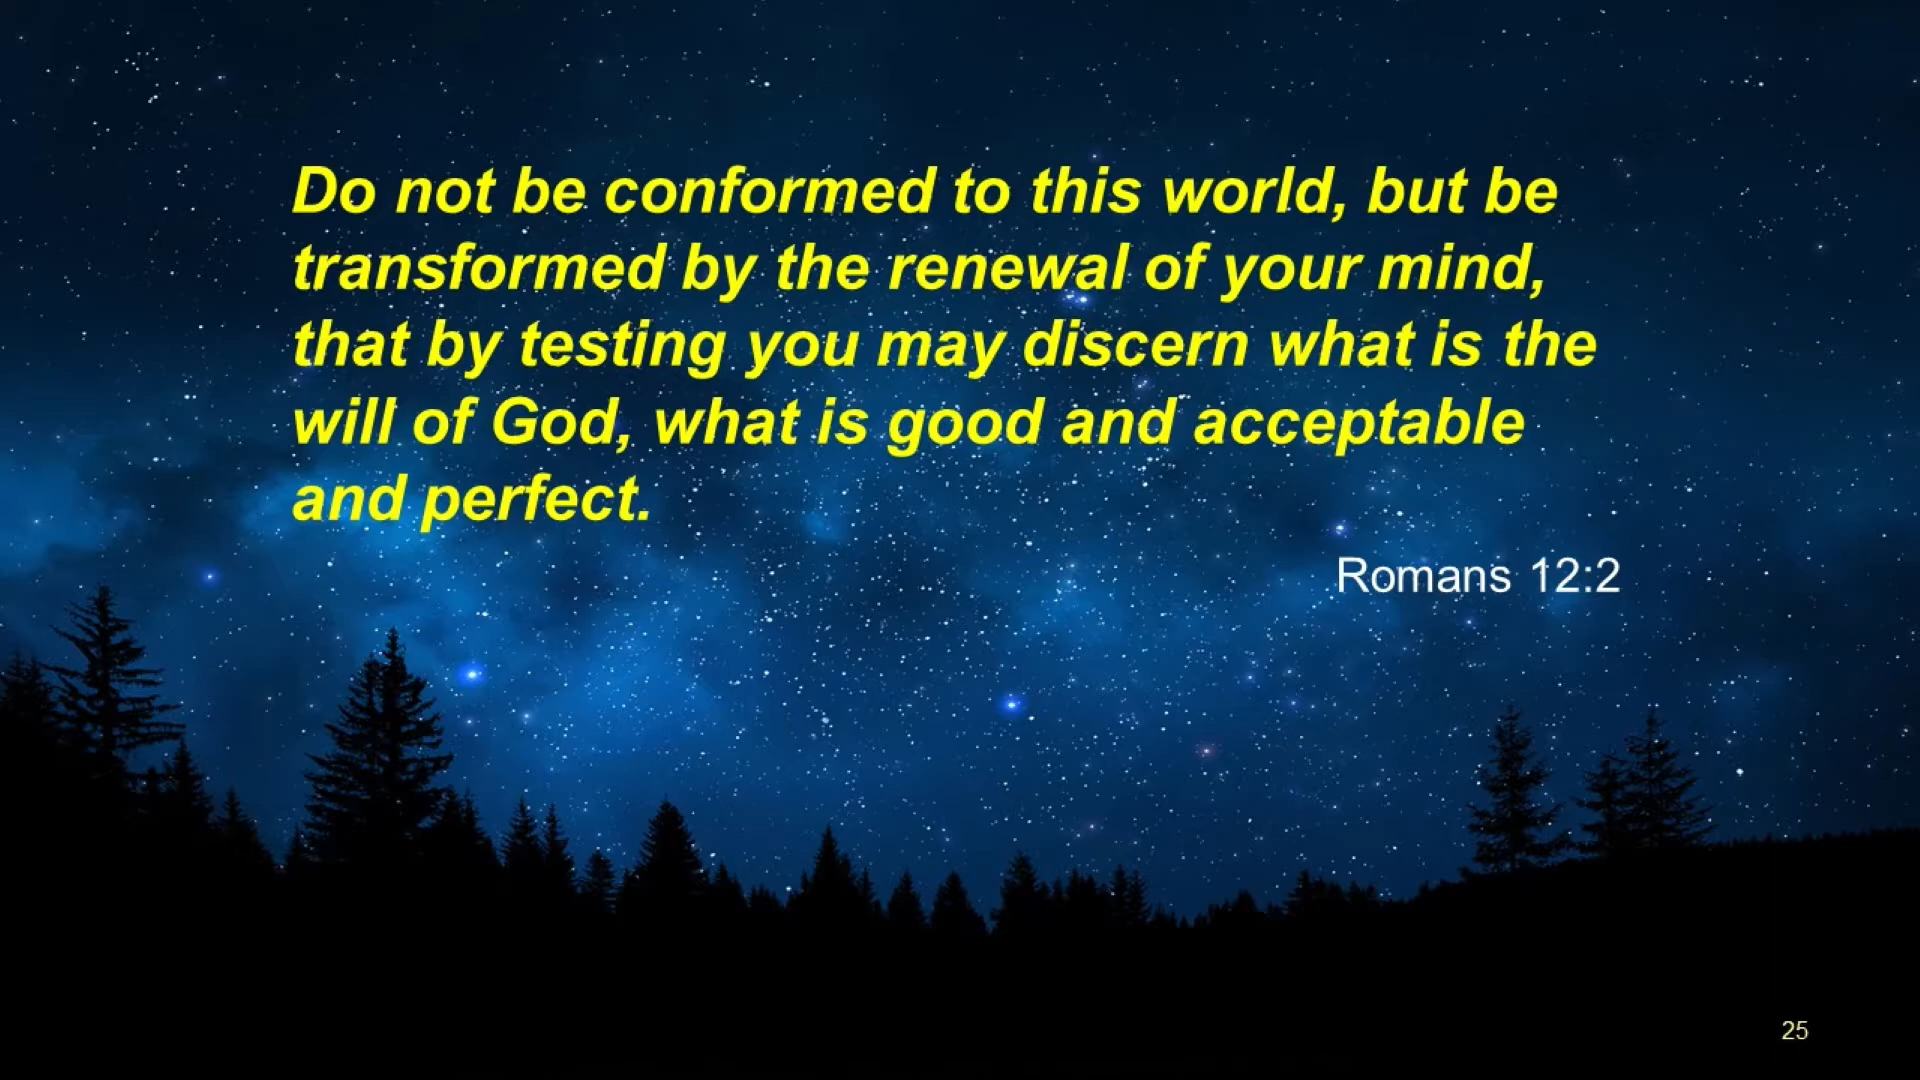 Do not be conformed to this world, but be
transformed by the renewal of your mind,
that by testing you may discern what is the
will of God, what is good and acceptable
and perfect.
Romans 12:2
25